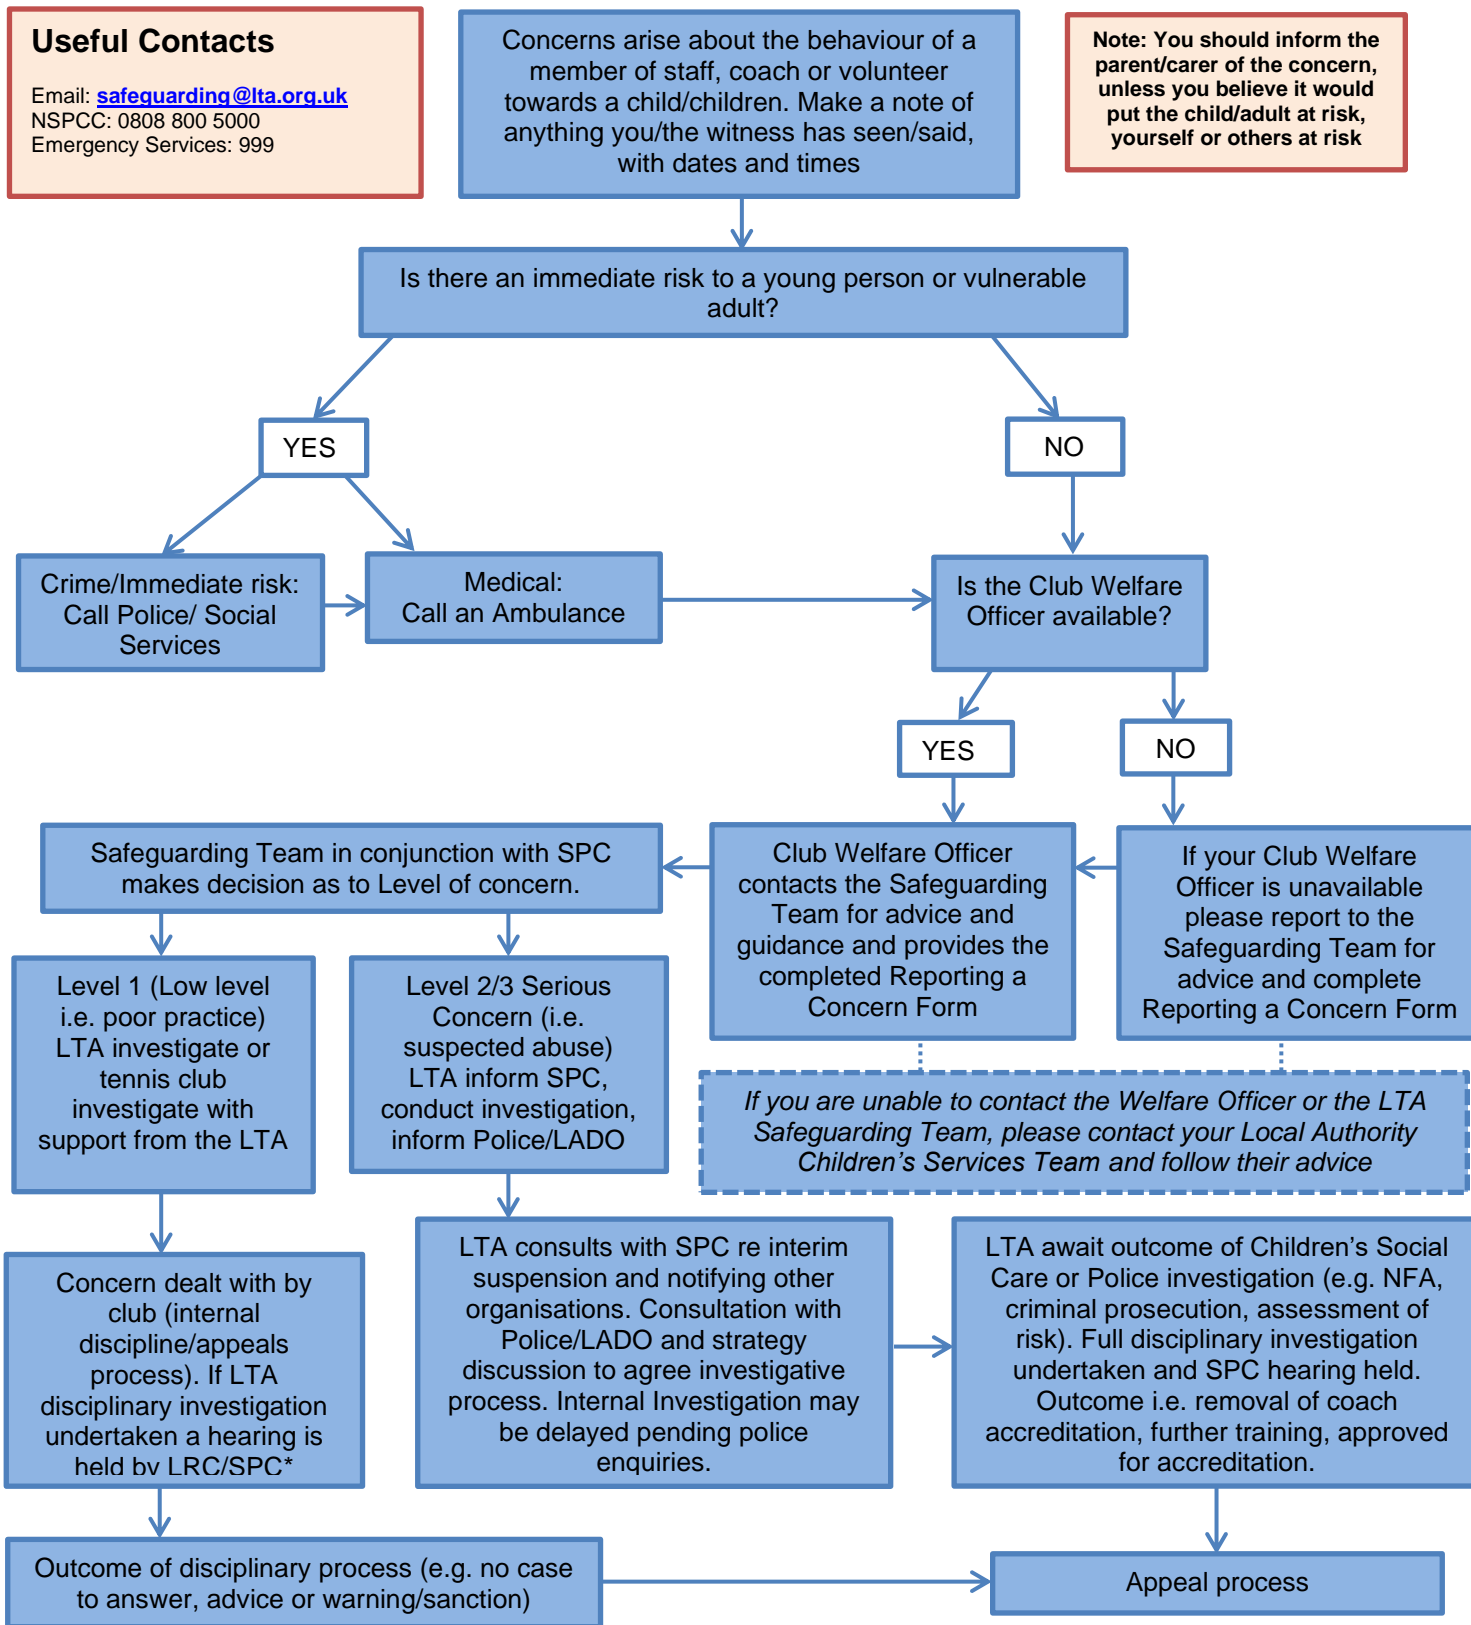 Useful Contacts
Email: safeguarding@lta.org.uk
NSPCC: 0808 800 5000
Emergency Services: 999
Concerns arise about the behaviour of a
member of staff, coach or volunteer
towards a child/children. Make a note of
anything you/the witness has seen/said,
with dates and times
Note: You should inform the
parent/carer of the concern,
unless you believe it would
put the child/adult at risk,
yourself or others at risk
Is there an immediate risk to a young person or vulnerable
adult?
YES
NO
Crime/Immediate risk:
Call Police/ Social
Services
Medical:
Call an Ambulance
Is the Club Welfare
Officer available?
YES
NO
Safeguarding Team in conjunction with SPC
makes decision as to Level of concern.
Club Welfare Officer
contacts the Safeguarding
Team for advice and
guidance and provides the
completed Reporting a
Concern Form
If your Club Welfare
Officer is unavailable
please report to the
Safeguarding Team for
advice and complete
Reporting a Concern Form
Level 1 (Low level
i.e. poor practice)
LTA investigate or
tennis club
investigate with
support from the LTA
Level 2/3 Serious
Concern (i.e.
suspected abuse)
LTA inform SPC,
conduct investigation,
inform Police/LADO
If you are unable to contact the Welfare Officer or the LTA
Safeguarding Team, please contact your Local Authority
Children’s Services Team and follow their advice
Concern dealt with by
club (internal
discipline/appeals
process). If LTA
disciplinary investigation
undertaken a hearing is
held by LRC/SPC*
LTA consults with SPC re interim
suspension and notifying other
organisations. Consultation with
Police/LADO and strategy
discussion to agree investigative
process. Internal Investigation may
be delayed pending police
enquiries.
LTA await outcome of Children’s Social
Care or Police investigation (e.g. NFA,
criminal prosecution, assessment of
risk). Full disciplinary investigation
undertaken and SPC hearing held.
Outcome i.e. removal of coach
accreditation, further training, approved
for accreditation.
Outcome of disciplinary process (e.g. no case
to answer, advice or warning/sanction)
Appeal process